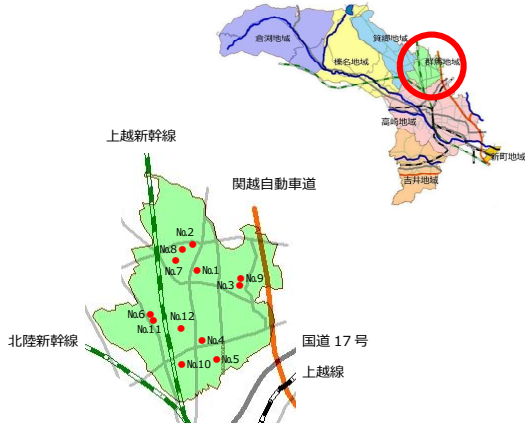 倉渕地域
箕郷地域
榛名地域
群馬地域
高崎地域
新町地域
吉井地域
上越新幹線
関越自動車道
No.2
No.8
No.7
No.1
No.9
No.3
No.6
No.11
No.12
No.4
北陸新幹線
国道 17 号
No.10
No.5
上越線